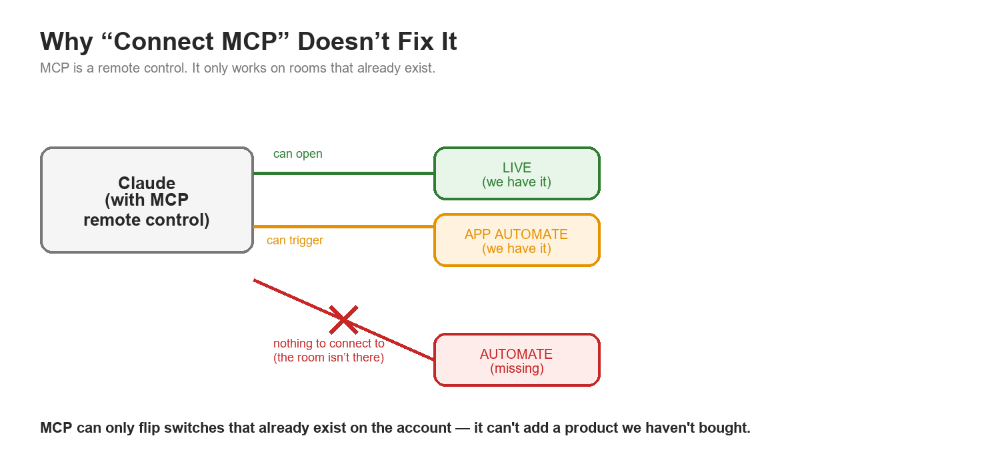 Why “Connect MCP” Doesn’t Fix It
MCP is a remote control. It only works on rooms that already exist.
can open
LIVE
(we have it)
Claude
(with MCP
remote control)
can trigger
APP AUTOMATE
(we have it)
nothing to connect to
(the room isn’t there)
AUTOMATE
(missing)
MCP can only flip switches that already exist on the account — it can't add a product we haven't bought.